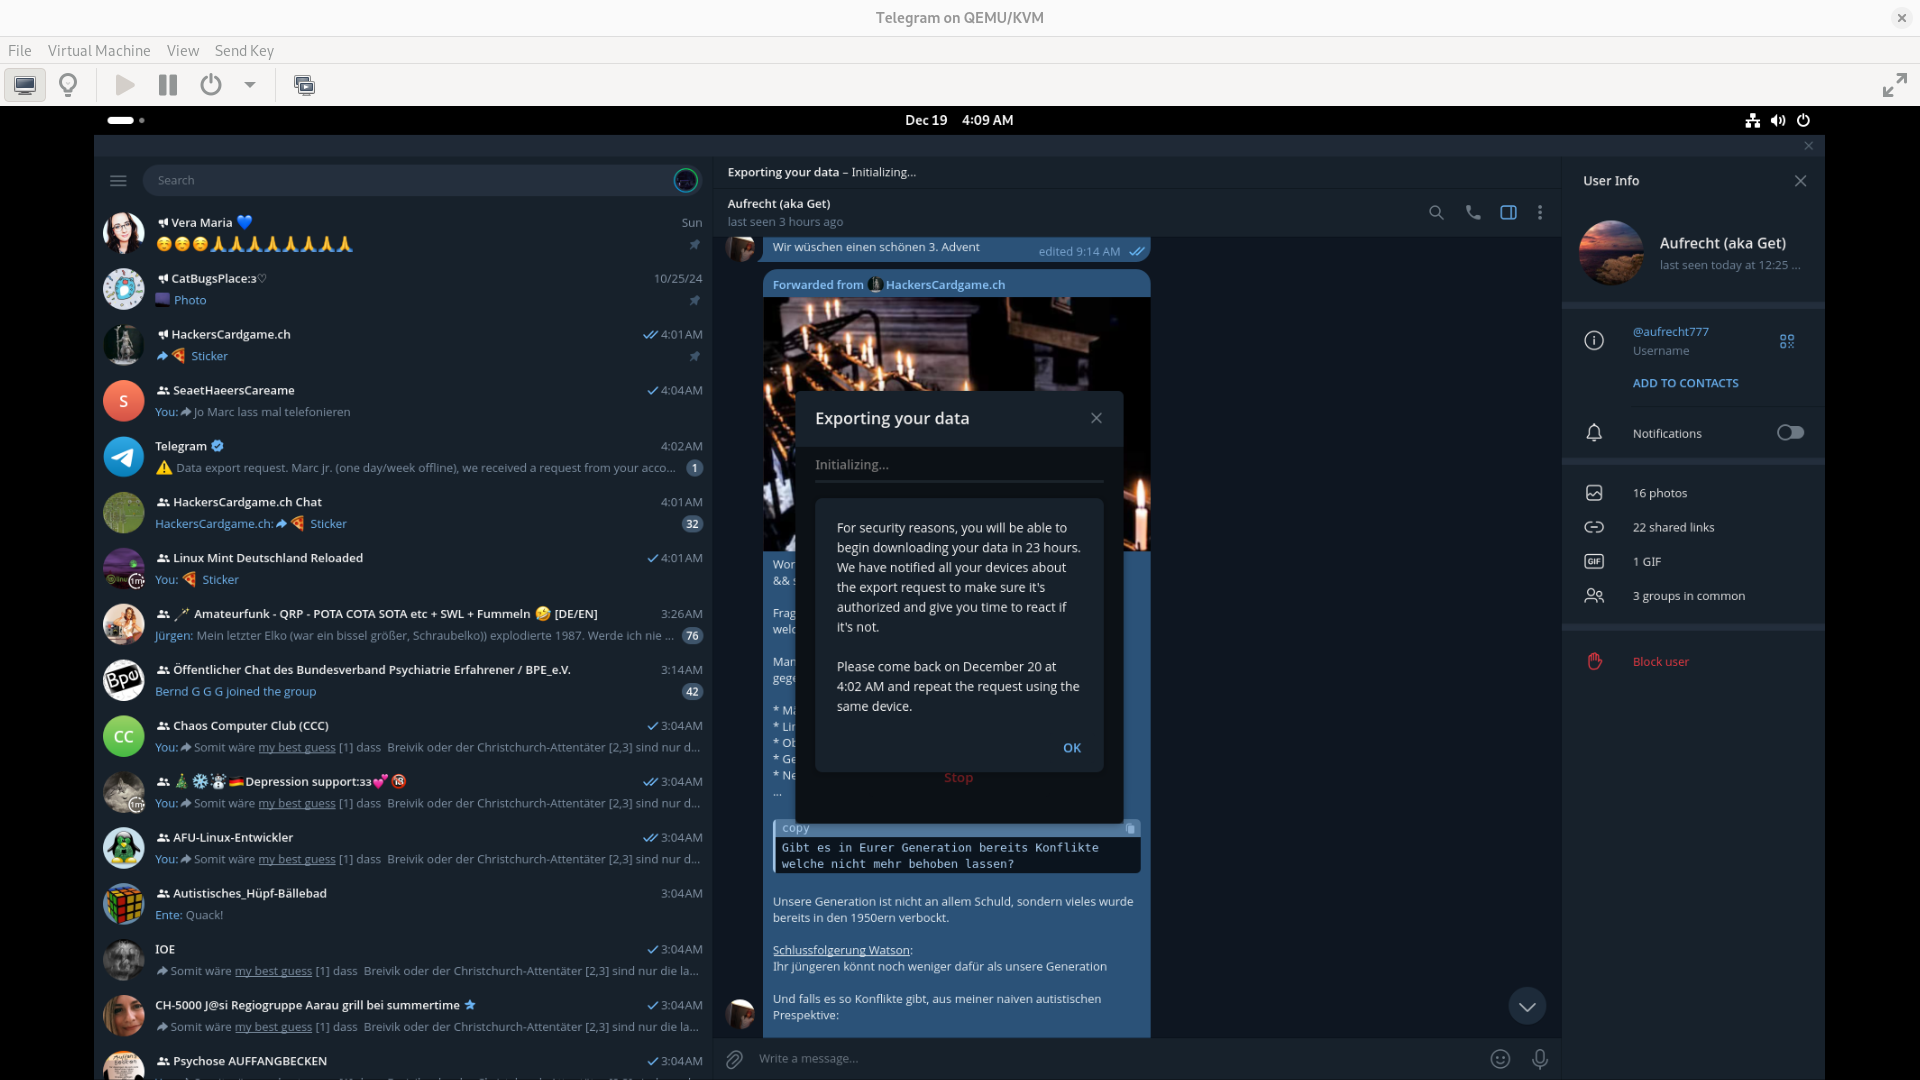 Telegram on QEMU/KVM
File Virtual Machine View Send Key
Dec 19 4:09 AM
Search
Vera Maria 💙 Sun
☺️☺️☺️🙏🙏🙏🙏🙏🙏🙏🙏
CatBugsPlace:з♡ 10/25/24
Photo
HackersCardgame.ch 4:01AM
🍕 Sticker
S
SeaetHaeersCareame 4:04AM
You: Jo Marc lass mal telefonieren
Telegram 4:02AM
⚠️ Data export request. Marc jr. (one day/week offline), we received a request from your acco... 1
HackersCardgame.ch Chat 4:01AM
HackersCardgame.ch: 🍕 Sticker 32
Linux Mint Deutschland Reloaded 4:01AM
1m
You: 🍕 Sticker
Amateurfunk - QRP - POTA COTA SOTA etc + SWL + Fummeln 🤣 [DE/EN] 3:26AM
Jürgen: Mein letzter Elko (war ein bissel größer, Schraubelko)) explodierte 1987. Werde ich nie ... 76
Bpe
Öffentlicher Chat des Bundesverband Psychiatrie Erfahrener / BPE_e.V. 3:14AM
Bernd G G G joined the group 42
CC
Chaos Computer Club (CCC) 3:04AM
You: Somit wäre my best guess [1] dass Breivik oder der Christchurch-Attentäter [2,3] sind nur d...
🎄❄️☃️🇩🇪Depression support:зз💕🔞 3:04AM
1m
You: Somit wäre my best guess [1] dass Breivik oder der Christchurch-Attentäter [2,3] sind nur d...
AFU-Linux-Entwickler 3:04AM
You: Somit wäre my best guess [1] dass Breivik oder der Christchurch-Attentäter [2,3] sind nur d...
Autistisches_Hüpf-Bällebad 3:04AM
Ente: Quack!
IOE 3:04AM
Somit wäre my best guess [1] dass Breivik oder der Christchurch-Attentäter [2,3] sind nur die la...
CH-5000 J@si Regiogruppe Aarau grill bei summertime 3:04AM
Somit wäre my best guess [1] dass Breivik oder der Christchurch-Attentäter [2,3] sind nur die la...
Psychose AUFFANGBECKEN 3:04AM
Exporting your data – Initializing...
Aufrecht (aka Get)
last seen 3 hours ago
Wir wüschen einen schönen 3. Advent
edited 9:14 AM
Forwarded from HackersCardgame.ch
Exporting your data
Initializing...
For security reasons, you will be able to
begin downloading your data in 23 hours.
We have notified all your devices about
the export request to make sure it's
authorized and give you time to react if
it's not.
Please come back on December 20 at
4:02 AM and repeat the request using the
same device.
OK
Stop
...
copy
Gibt es in Eurer Generation bereits Konflikte
welche nicht mehr behoben lassen?
Unsere Generation ist nicht an allem Schuld, sondern vieles wurde
bereits in den 1950ern verbockt.
Schlussfolgerung Watson:
Ihr jüngeren könnt noch weniger dafür als unsere Generation
Und falls es so Konflikte gibt, aus meiner naiven autistischen
Prespektive:
Write a message...
User Info
Aufrecht (aka Get)
last seen today at 12:25 ...
@aufrecht777
Username
ADD TO CONTACTS
Notifications
16 photos
22 shared links
GIF 1 GIF
3 groups in common
Block user